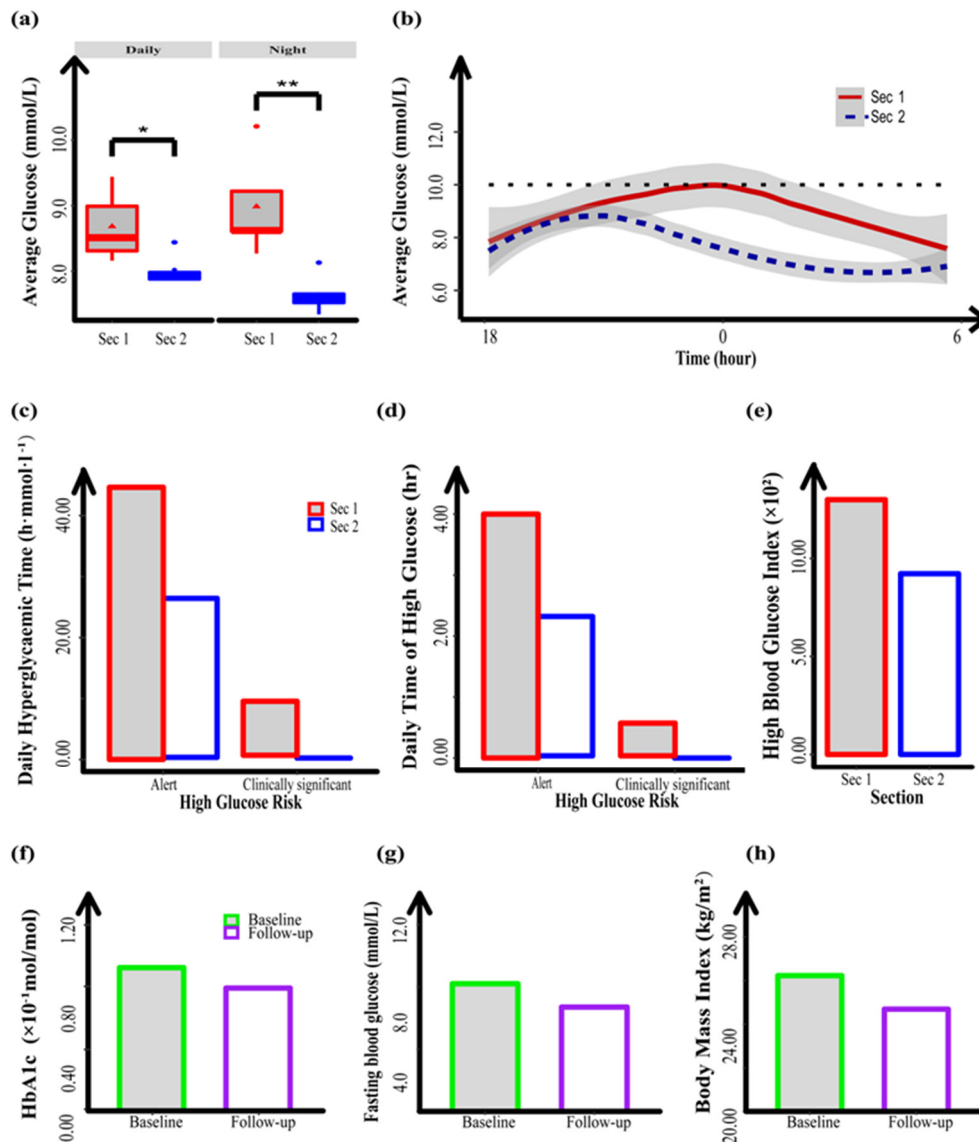 (a)
Daily
Night
Average Glucose (mmol/L)
10.0
9.0
8.0
*
**
Sec 1
Sec 2
Sec 1
Sec 2
(b)
Average Glucose (mmol/L)
12.0
10.0
8.0
6.0
Sec 1
Sec 2
18
0
6
Time (hour)
(c)
Daily Hyperglycaemic Time (h·mmol·l⁻¹)
40.00
20.00
0.00
Sec 1
Sec 2
Alert
Clinically significant
High Glucose Risk
(d)
Daily Time of High Glucose (hr)
4.00
2.00
0.00
Alert
Clinically significant
High Glucose Risk
(e)
High Blood Glucose Index (×10²)
10.00
5.00
0.00
Sec 1
Sec 2
Section
(f)
HbA1c (×10⁻¹mol/mol)
1.20
0.80
0.40
0.00
Baseline
Follow-up
Baseline
Follow-up
(g)
Fasting blood glucose (mmol/L)
12.0
8.0
4.0
Baseline
Follow-up
(h)
Body Mass Index (kg/m²)
28.00
24.00
20.00
Baseline
Follow-up